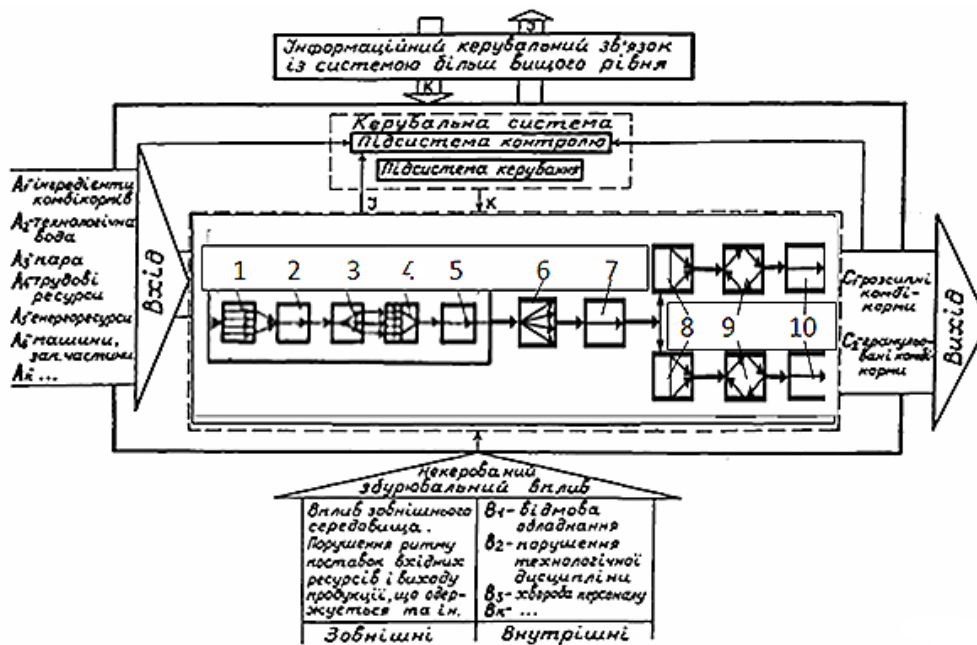 І
Інформаційний керувальний зв'язок
із системою більш вищого рівня
К
Керувальна система
Підсистема контролю
Підсистема керування
І
К
А1-інгредієнти
комбікормів
А2-технологічна
вода
А3-пара
А4-трудові
ресурси
А5-енергоресурси
А6-машини,
зап.частини
Аk- ...
Вхід
1 2 3 4 5 6 7
8 9 10
С1-розсипні комбі-
корми
С2-гранульо-
вані комбі-
корми
Вихід
Некерований
збурювальний вплив
Вплив зовнішнього
середовища.
Порушення ритму
поставок вхідних
ресурсів і виходу
продукції, що одер-
жується та ін.
Зовнішні
В1-відмова
обладнання
В2-порушення
технологічної
дисципліни
В3-хвороба персоналу
Вк- ...
Внутрішні